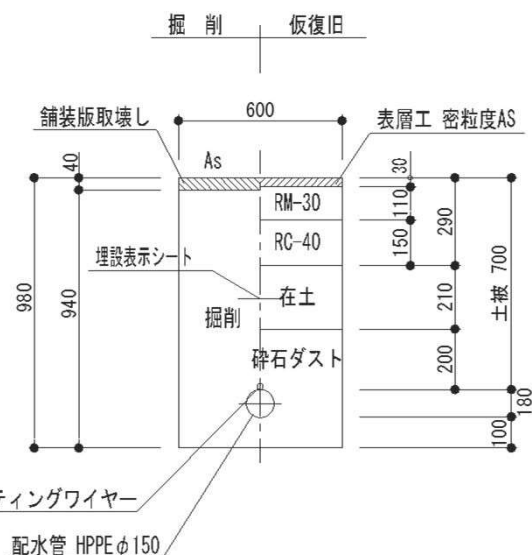 掘 削
仮復旧
600
舗装版取壊し
表層工 密粒度AS
As
40
30
RM-30
110
RC-40
150
290
埋設表示シート
在土
掘削
210
土被 700
980
940
砕石ダスト
200
180
100
ティングワイヤー
配水管 HPPEφ150